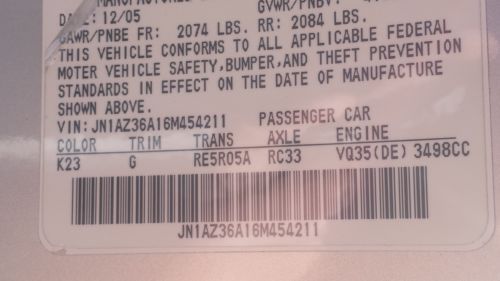 DATE: 12/05 GVWR/PNBV:
GAWR/PNBE FR: 2074 LBS. RR: 2084 LBS.
THIS VEHICLE CONFORMS TO ALL APPLICABLE FEDERAL
MOTOR VEHICLE SAFETY,BUMPER,AND THEFT PREVENTION
STANDARDS IN EFFECT ON THE DATE OF MANUFACTURE
SHOWN ABOVE.
VIN: JN1AZ36A16M454211 PASSENGER CAR
COLOR TRIM TRANS AXLE ENGINE
K23 G RE5R05A RC33 VQ35(DE) 3498CC
JN1AZ36A16M454211